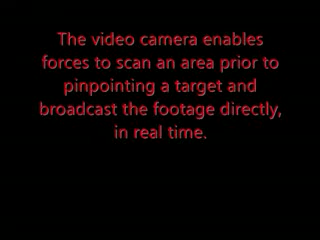 The video camera enables
forces to scan an area prior to
pinpointing a target and
broadcast the footage directly,
in real time.